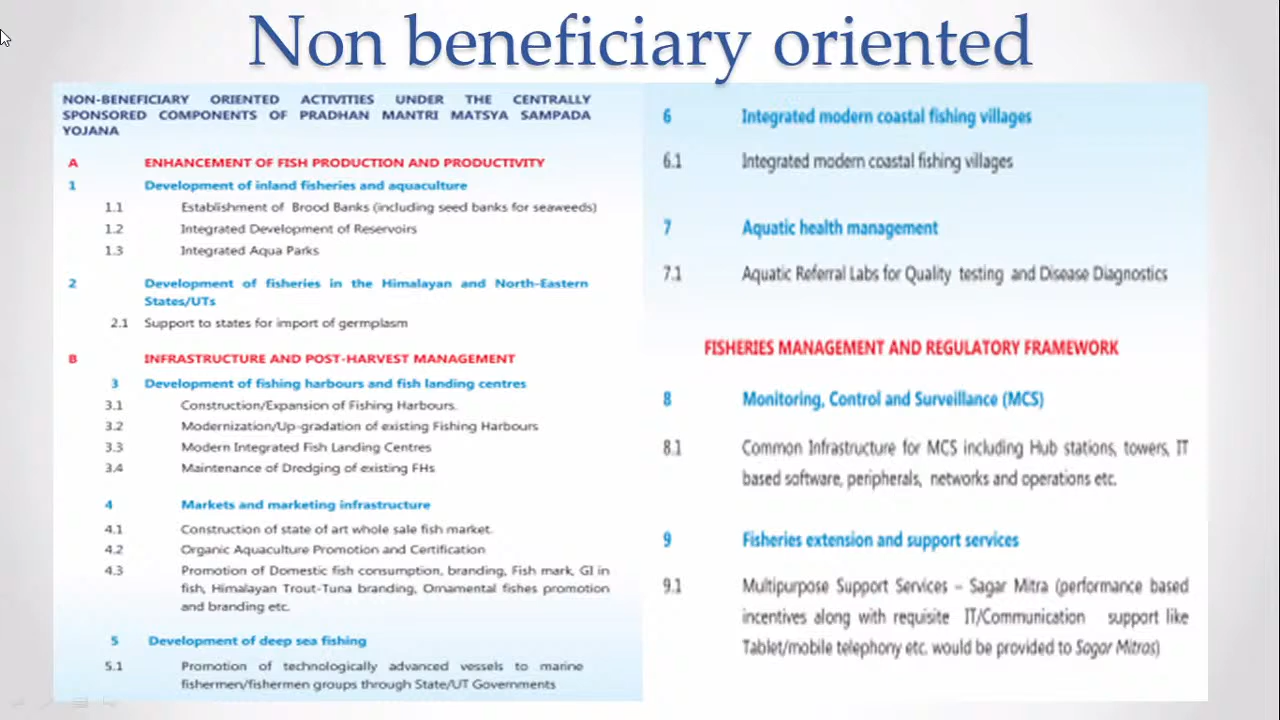 Non beneficiary oriented
NON-BENEFICIARY ORIENTED ACTIVITIES UNDER THE CENTRALLY
SPONSORED COMPONENTS OF PRADHAN MANTRI MATSYA SAMPADA
YOJANA
A ENHANCEMENT OF FISH PRODUCTION AND PRODUCTIVITY
1 Development of inland fisheries and aquaculture
1.1 Establishment of Brood Banks (including seed banks for seaweeds)
1.2 Integrated Development of Reservoirs
1.3 Integrated Aqua Parks
2 Development of fisheries in the Himalayan and North-Eastern
States/UTs
2.1 Support to states for import of germplasm
B INFRASTRUCTURE AND POST-HARVEST MANAGEMENT
3 Development of fishing harbours and fish landing centres
3.1 Construction/Expansion of Fishing Harbours.
3.2 Modernization/Up-gradation of existing Fishing Harbours
3.3 Modern Integrated Fish Landing Centres
3.4 Maintenance of Dredging of existing FHs
4 Markets and marketing infrastructure
4.1 Construction of state of art whole sale fish market.
4.2 Organic Aquaculture Promotion and Certification
4.3 Promotion of Domestic fish consumption, branding, Fish mark, GI in
fish, Himalayan Trout-Tuna branding, Ornamental fishes promotion
and branding etc.
5 Development of deep sea fishing
5.1 Promotion of technologically advanced vessels to marine
fishermen/fishermen groups through State/UT Governments
6 Integrated modern coastal fishing villages
6.1 Integrated modern coastal fishing villages
7 Aquatic health management
7.1 Aquatic Referral Labs for Quality testing and Disease Diagnostics
FISHERIES MANAGEMENT AND REGULATORY FRAMEWORK
8 Monitoring, Control and Surveillance (MCS)
8.1 Common Infrastructure for MCS including Hub stations, towers, IT
based software, peripherals, networks and operations etc.
9 Fisheries extension and support services
9.1 Multipurpose Support Services – Sagar Mitra (performance based
incentives along with requisite IT/Communication support like
Tablet/mobile telephony etc. would be provided to Sagar Mitras)